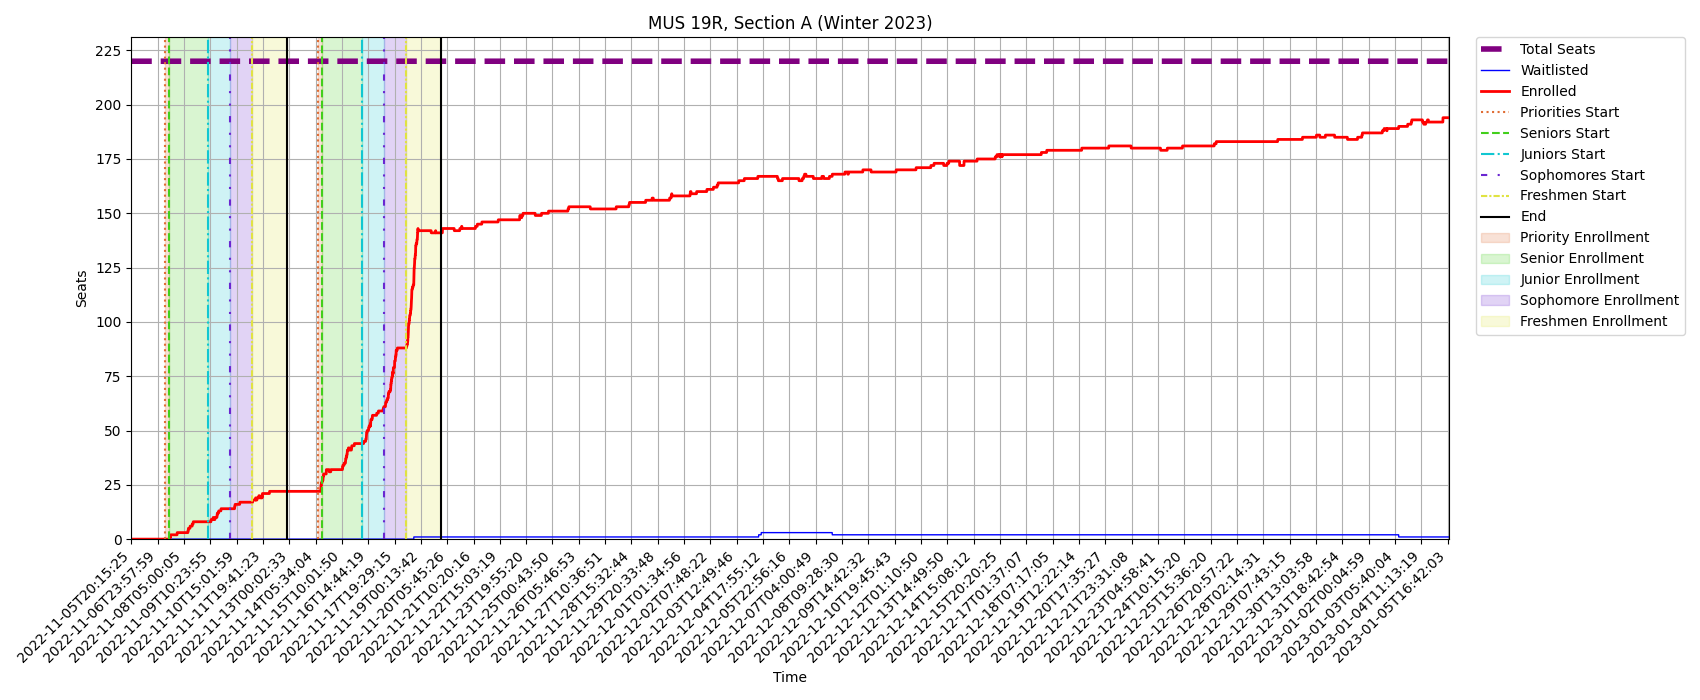 MUS 19R, Section A (Winter 2023)
Total Seats
Waitlisted
Enrolled
Priorities Start
Seniors Start
Juniors Start
Sophomores Start
Freshmen Start
End
Priority Enrollment
Senior Enrollment
Junior Enrollment
Sophomore Enrollment
Freshmen Enrollment
Seats
225
200
175
150
125
100
75
50
25
0
2022-11-05T20:15:25
2022-11-06T23:57:59
2022-11-08T05:00:05
2022-11-09T10:23:55
2022-11-10T15:01:59
2022-11-11T19:41:23
2022-11-13T00:02:33
2022-11-14T05:34:04
2022-11-15T10:01:50
2022-11-16T14:44:19
2022-11-17T19:29:15
2022-11-19T00:13:42
2022-11-20T05:45:26
2022-11-21T10:20:16
2022-11-22T15:03:19
2022-11-23T19:55:20
2022-11-25T00:43:50
2022-11-26T05:46:53
2022-11-27T10:36:51
2022-11-28T15:32:44
2022-11-29T20:33:48
2022-12-01T01:34:56
2022-12-02T07:48:22
2022-12-03T12:49:46
2022-12-04T17:55:12
2022-12-05T22:56:16
2022-12-07T04:00:49
2022-12-08T09:28:30
2022-12-09T14:42:32
2022-12-10T19:45:43
2022-12-12T01:10:50
2022-12-13T14:49:50
2022-12-14T15:08:12
2022-12-15T20:20:25
2022-12-17T01:37:07
2022-12-18T07:17:05
2022-12-19T12:22:14
2022-12-20T17:35:27
2022-12-21T23:31:08
2022-12-23T04:58:41
2022-12-24T10:15:20
2022-12-25T15:36:20
2022-12-26T20:57:22
2022-12-28T02:14:31
2022-12-29T07:43:15
2022-12-30T13:03:58
2022-12-31T18:42:54
2023-01-02T00:04:59
2023-01-03T05:40:04
2023-01-04T11:13:19
2023-01-05T16:42:03
Time